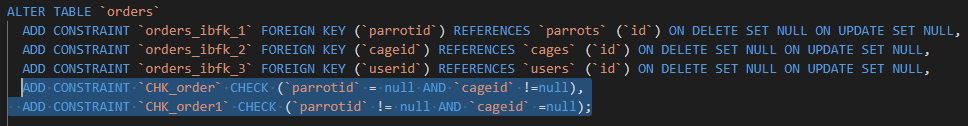 ALTER TABLE `orders`
ADD CONSTRAINT `orders_ibfk_1` FOREIGN KEY (`parrotid`) REFERENCES `parrots` (`id`) ON DELETE SET NULL ON UPDATE SET NULL,
ADD CONSTRAINT `orders_ibfk_2` FOREIGN KEY (`cageid`) REFERENCES `cages` (`id`) ON DELETE SET NULL ON UPDATE SET NULL,
ADD CONSTRAINT `orders_ibfk_3` FOREIGN KEY (`userid`) REFERENCES `users` (`id`) ON DELETE SET NULL ON UPDATE SET NULL,
ADD CONSTRAINT `CHK_order` CHECK (`parrotid` = null AND `cageid` !=null),
ADD CONSTRAINT `CHK_order1` CHECK (`parrotid` != null AND `cageid` =null);